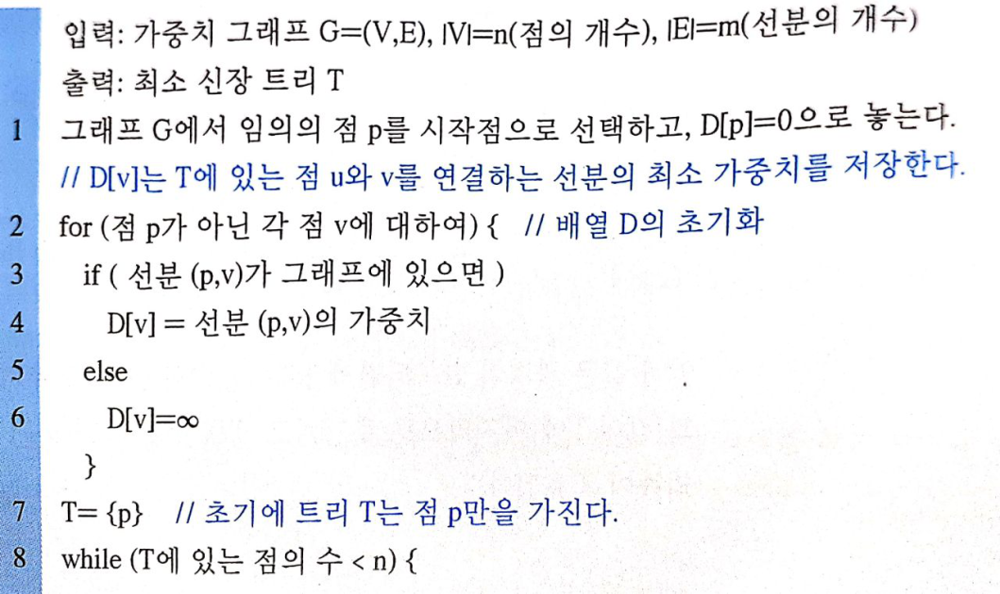 입력: 가중치 그래프 G=(V,E), |V|=n(점의 개수), |E|=m(선분의 개수)
출력: 최소 신장 트리 T
1 그래프 G에서 임의의 점 p를 시작점으로 선택하고, D[p]=0으로 놓는다.
// D[v]는 T에 있는 점 u와 v를 연결하는 선분의 최소 가중치를 저장한다.
2 for (점 p가 아닌 각 점 v에 대하여) { // 배열 D의 초기화
3 if ( 선분 (p,v)가 그래프에 있으면 )
4 D[v] = 선분 (p,v)의 가중치
5 else
6 D[v]=∞
}
7 T= {p} // 초기에 트리 T는 점 p만을 가진다.
8 while (T에 있는 점의 수 < n) {